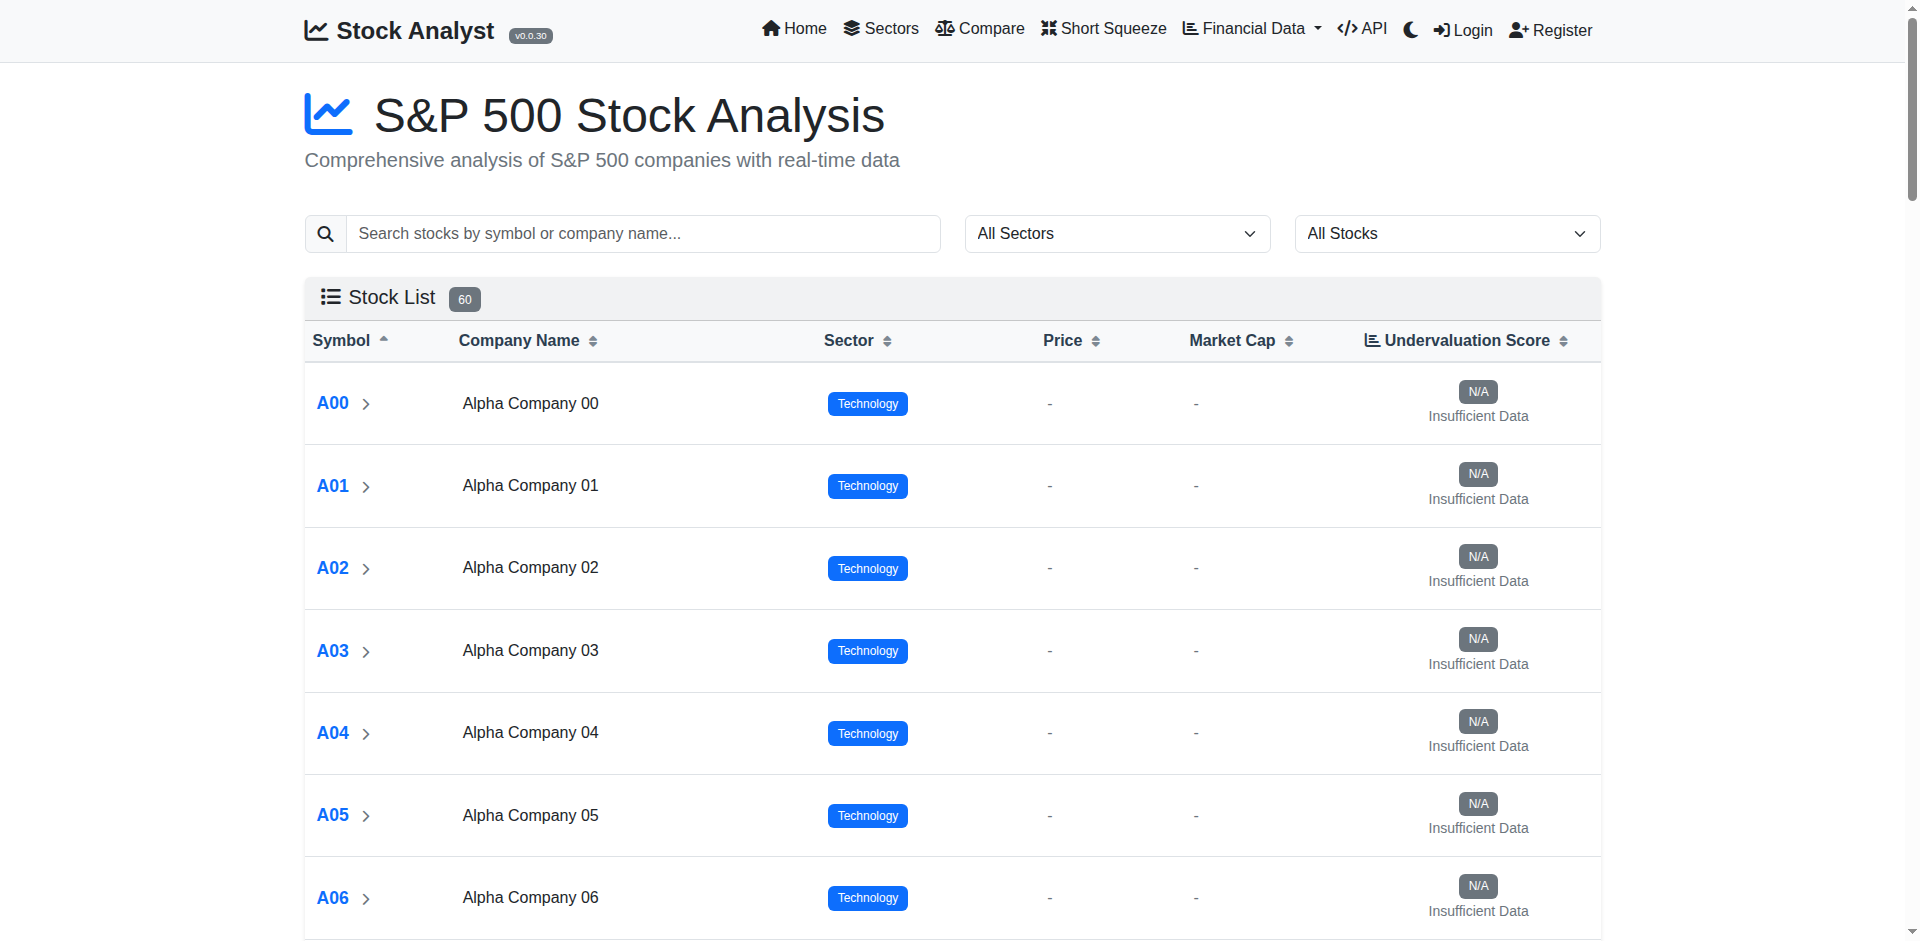 Stock Analyst v0.0.30 Home Sectors Compare Short Squeeze Financial Data API Login Register
S&P 500 Stock Analysis
Comprehensive analysis of S&P 500 companies with real-time data
Search stocks by symbol or company name... All Sectors All Stocks
Stock List 60
Symbol Company Name Sector Price Market Cap Undervaluation Score
A00 Alpha Company 00 Technology - - N/A
Insufficient Data
A01 Alpha Company 01 Technology - - N/A
Insufficient Data
A02 Alpha Company 02 Technology - - N/A
Insufficient Data
A03 Alpha Company 03 Technology - - N/A
Insufficient Data
A04 Alpha Company 04 Technology - - N/A
Insufficient Data
A05 Alpha Company 05 Technology - - N/A
Insufficient Data
A06 Alpha Company 06 Technology - - N/A
Insufficient Data